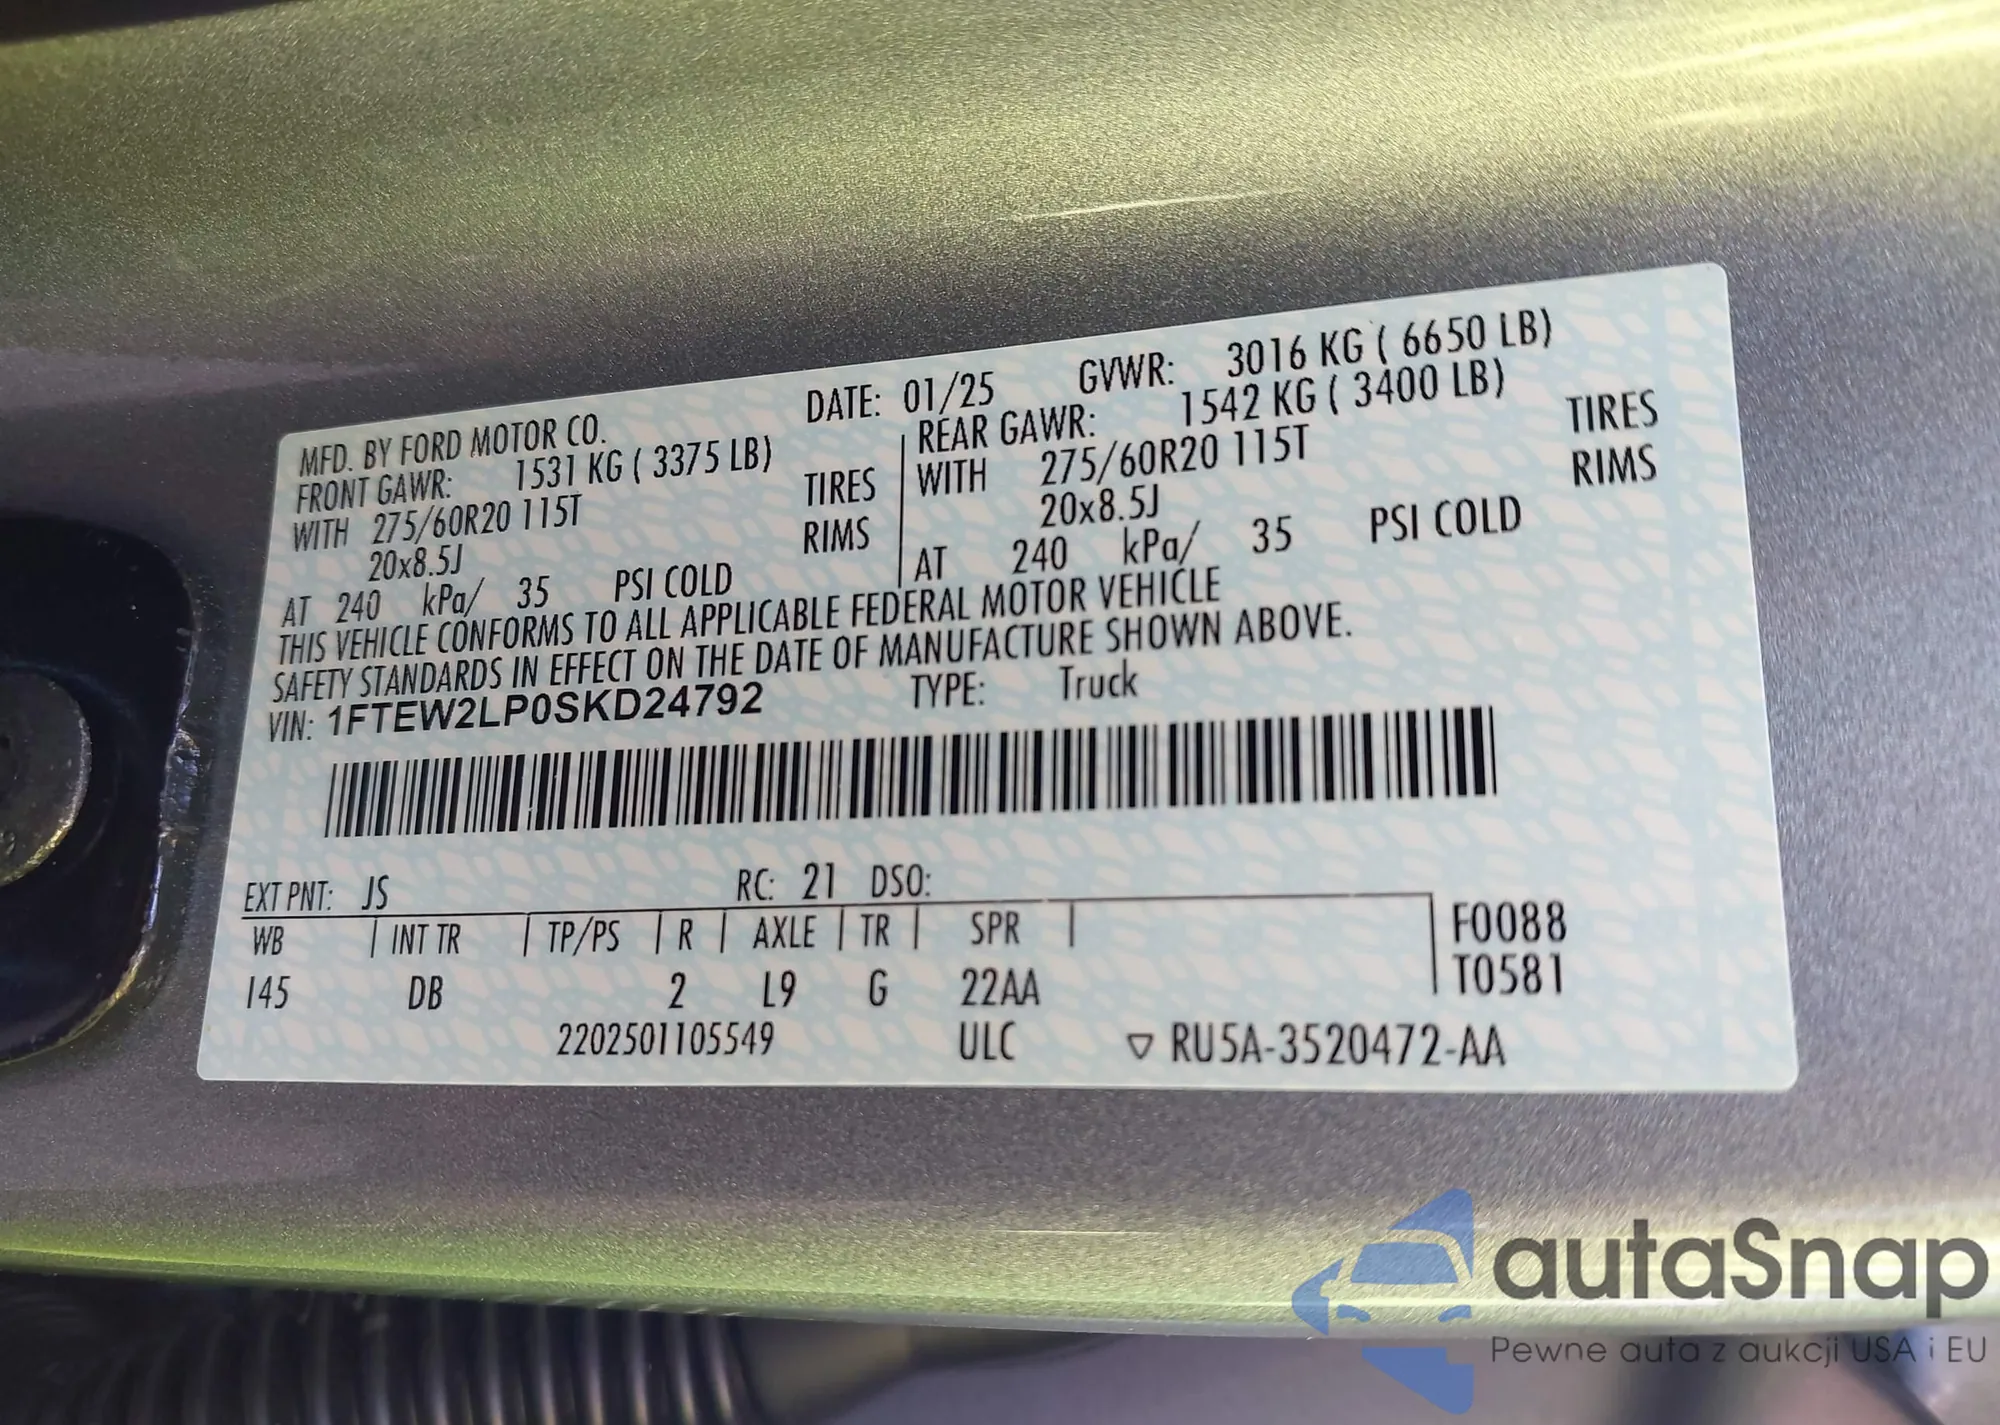 MFD. BY FORD MOTOR CO. DATE: 01/25 GVWR: 3016 KG ( 6650 LB)
FRONT GAWR: 1531 KG ( 3375 LB) REAR GAWR: 1542 KG ( 3400 LB)
WITH 275/60R20 115T TIRES WITH 275/60R20 115T TIRES
20x8.5J RIMS 20x8.5J RIMS
AT 240 kPa/ 35 PSI COLD AT 240 kPa/ 35 PSI COLD
THIS VEHICLE CONFORMS TO ALL APPLICABLE FEDERAL MOTOR VEHICLE
SAFETY STANDARDS IN EFFECT ON THE DATE OF MANUFACTURE SHOWN ABOVE.
VIN: 1FTEW2LP0SKD24792 TYPE: Truck
EXT PNT: JS RC: 21 DSO:
WB | INT TR | TP/PS | R | AXLE | TR | SPR | F0088
145 DB 2 L9 G 22AA T0581
2202501105549 ULC ▽ RU5A-3520472-AA
autaSnap
Pewne auta z aukcji USA i EU